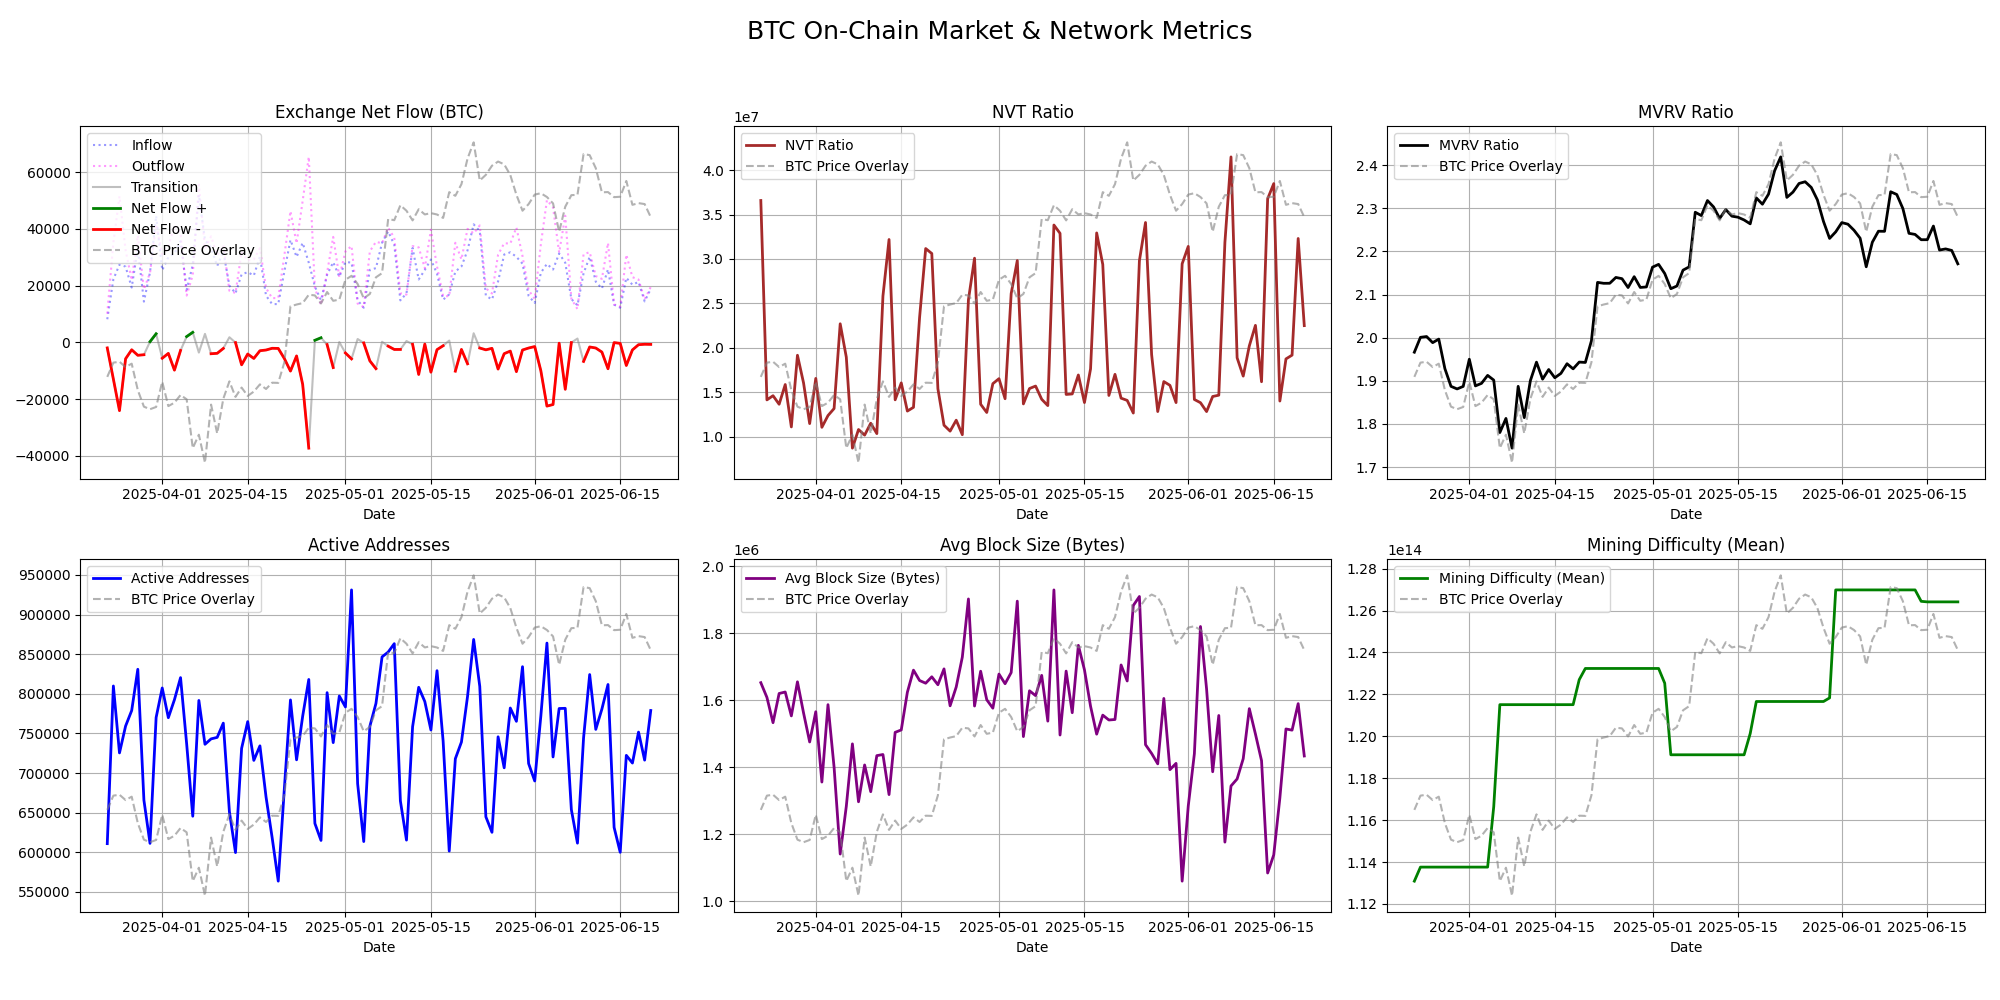 BTC On-Chain Market & Network Metrics
Exchange Net Flow (BTC)
Inflow
Outflow
Transition
Net Flow +
Net Flow -
BTC Price Overlay
60000
40000
20000
0
−20000
−40000
2025-04-01 2025-04-15 2025-05-01 2025-05-15 2025-06-01 2025-06-15
Date
NVT Ratio
1e7
NVT Ratio
BTC Price Overlay
4.0
3.5
3.0
2.5
2.0
1.5
1.0
2025-04-01 2025-04-15 2025-05-01 2025-05-15 2025-06-01 2025-06-15
Date
MVRV Ratio
MVRV Ratio
BTC Price Overlay
2.4
2.3
2.2
2.1
2.0
1.9
1.8
1.7
2025-04-01 2025-04-15 2025-05-01 2025-05-15 2025-06-01 2025-06-15
Date
Active Addresses
Active Addresses
BTC Price Overlay
950000
900000
850000
800000
750000
700000
650000
600000
550000
2025-04-01 2025-04-15 2025-05-01 2025-05-15 2025-06-01 2025-06-15
Date
Avg Block Size (Bytes)
1e6
Avg Block Size (Bytes)
BTC Price Overlay
2.0
1.8
1.6
1.4
1.2
1.0
2025-04-01 2025-04-15 2025-05-01 2025-05-15 2025-06-01 2025-06-15
Date
Mining Difficulty (Mean)
1e14
Mining Difficulty (Mean)
BTC Price Overlay
1.28
1.26
1.24
1.22
1.20
1.18
1.16
1.14
1.12
2025-04-01 2025-04-15 2025-05-01 2025-05-15 2025-06-01 2025-06-15
Date